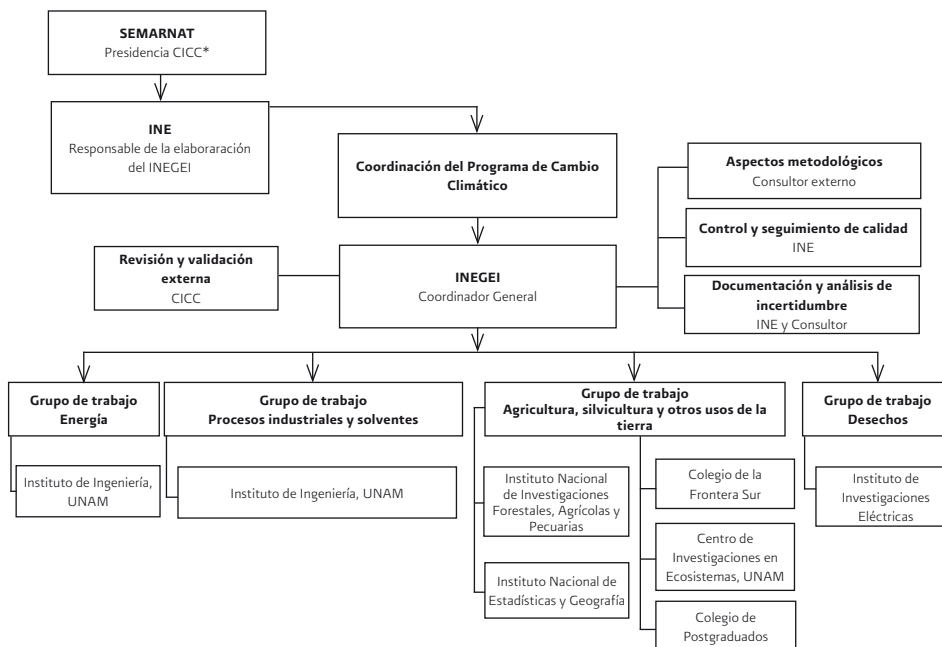 SEMARNAT
Presidencia CICC*
INE
Responsable de la elaboraración
del INEGEI
Coordinación del Programa de Cambio
Climático
Aspectos metodológicos
Consultor externo
Control y seguimiento de calidad
INE
Documentación y análisis de
incertidumbre
INE y Consultor
Revisión y validación
externa
CICC
INEGEI
Coordinador General
Grupo de trabajo
Energía
Grupo de trabajo
Procesos industriales y solventes
Grupo de trabajo
Agricultura, silvicultura y otros usos de la
tierra
Grupo de trabajo
Desechos
Instituto de Ingeniería,
UNAM
Instituto de Ingeniería, UNAM
Instituto Nacional
de Investigaciones
Forestales, Agrícolas y
Pecuarias
Instituto Nacional de
Estadísticas y Geografía
Colegio de la
Frontera Sur
Centro de
Investigaciones en
Ecosistemas, UNAM
Colegio de
Postgraduados
Instituto de
Investigaciones
Eléctricas